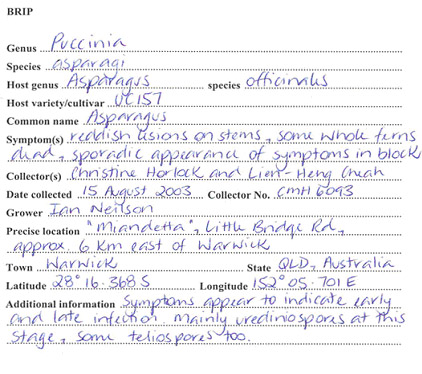 BRIP
Genus Puccinia
Species asparagi
Host genus Asparagus species officinalis
Host variety/cultivar UC157
Common name Asparagus
Symptom(s) reddish lesions on stems, some whole ferns
dead, sporadic appearance of symptoms in block
Collector(s) Christine Horlock and Lien-Heng Cheah
Date collected 15 August 2003 Collector No. CMH 6093
Grower Ian Neilson
Precise location "Miandetta", Little Bridge Rd,
approx. 6 Km east of Warwick
Town Warwick State QLD, Australia
Latitude 28° 16.368 S Longitude 152° 05.701 E
Additional information Symptoms appear to indicate early
and late infection mainly urediniospores at this
stage, some teliospores too.